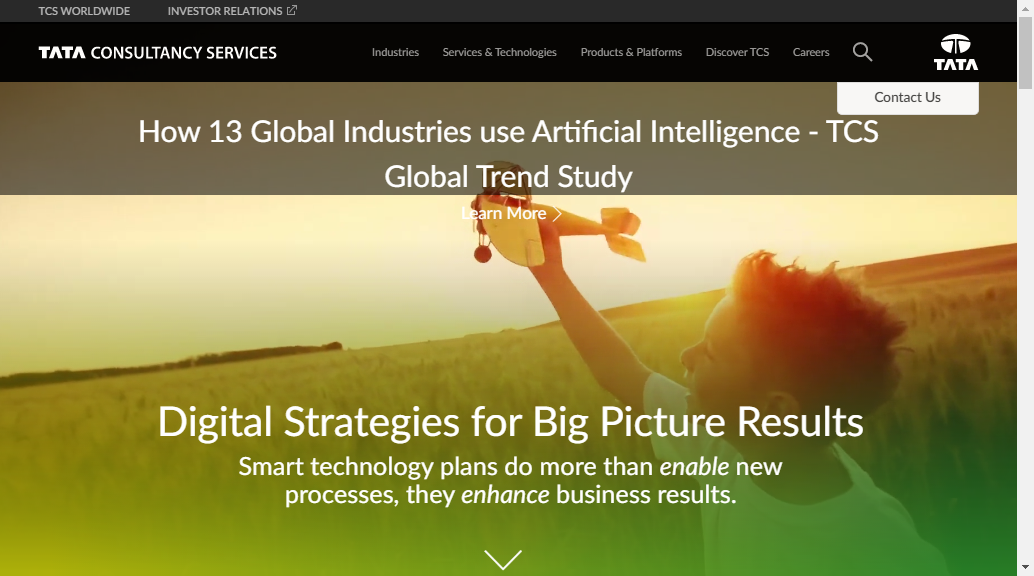 TCS WORLDWIDE
INVESTOR RELATIONS
TATA CONSULTANCY SERVICES
Industries
Services & Technologies
Products & Platforms
Discover TCS
Careers
TATA
Contact Us
How 13 Global Industries use Artificial Intelligence - TCS
Global Trend Study
Learn More
Digital Strategies for Big Picture Results
Smart technology plans do more than enable new
processes, they enhance business results.